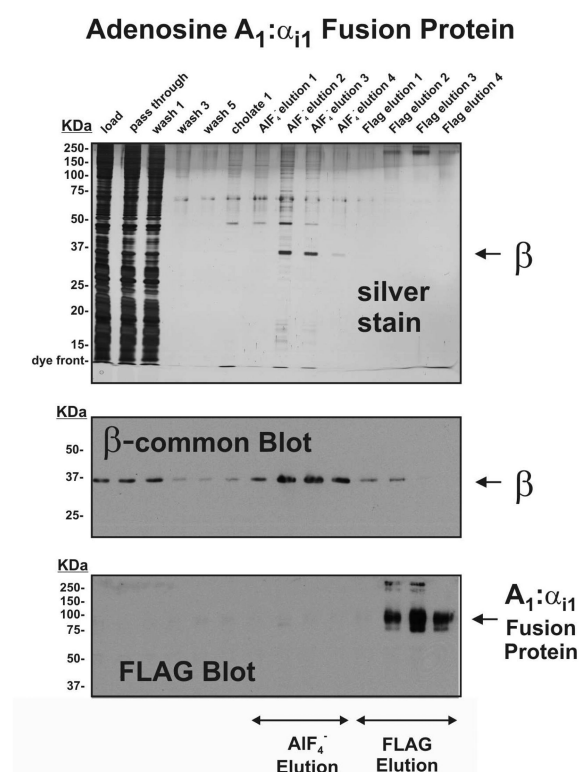 Adenosine A1:αi1 Fusion Protein
KDa
load
pass through
wash 1
wash 3
wash 5
cholate 1
AlF4- elution 1
AlF4- elution 2
AlF4- elution 3
AlF4- elution 4
Flag elution 1
Flag elution 2
Flag elution 3
Flag elution 4
250-
150-
100-
75-
50-
37-
25-
20-
15-
dye front-
β
silver
stain
KDa
50-
37-
25-
β-common Blot
β
KDa
250-
150-
100-
75-
50-
37-
FLAG Blot
A1:αi1
Fusion
Protein
AlF4-
Elution
FLAG
Elution